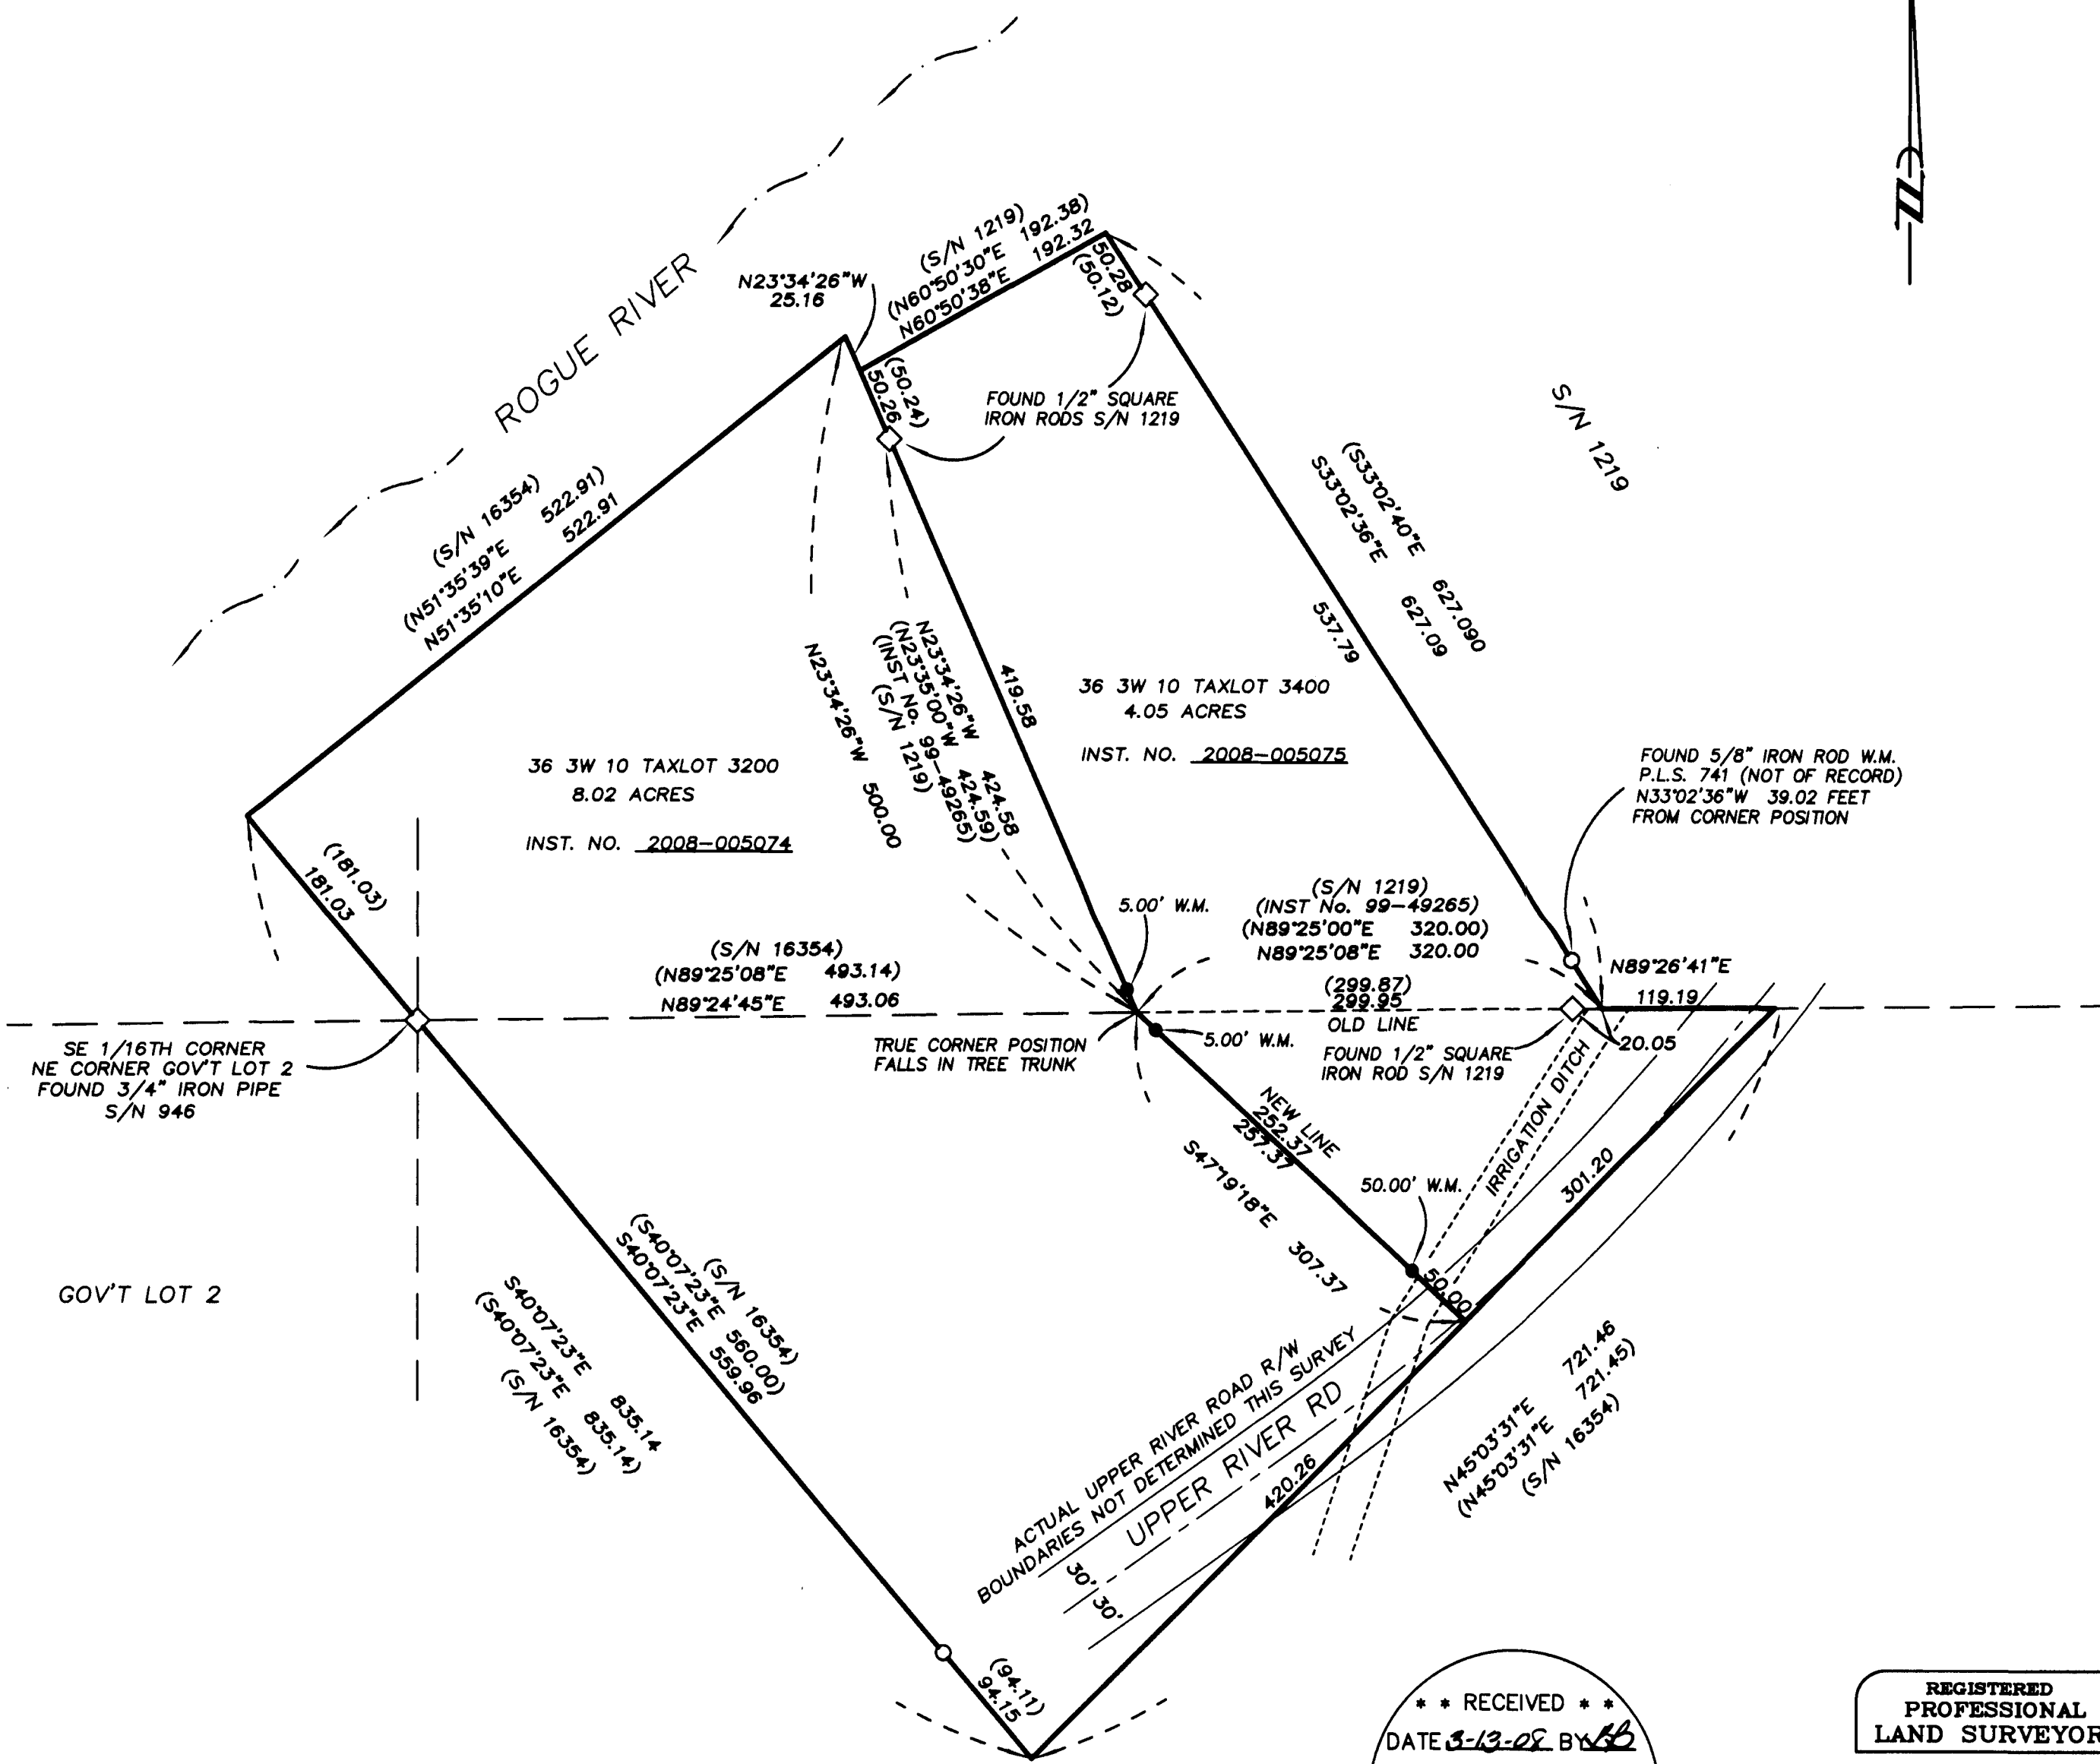 ROGUE RIVER
N23°34'26"W
25.16
(S/N 1219)
(N60°50'30"E 192.38)
N60°50'38"E 192.32
50.28
(50.12)
(50.24)
50.26
FOUND 1/2" SQUARE
IRON RODS S/N 1219
S/N 1219
(S/N 16354)
(N51°35'39"E 522.91)
N51°35'10"E 522.91
(S33°02'40"E 627.090
S33°02'36"E 627.09
537.79
419.58
N23°34'26"W 424.58
(N23°35'00"W 424.59)
(INST No. 99-49265)
(S/N 1219)
N23°34'26"W 500.00
36 3W 10 TAXLOT 3400
4.05 ACRES
INST. NO. 2008-005075
36 3W 10 TAXLOT 3200
8.02 ACRES
INST. NO. 2008-005074
FOUND 5/8" IRON ROD W.M.
P.L.S. 741 (NOT OF RECORD)
N33°02'36"W 39.02 FEET
FROM CORNER POSITION
(181.03)
181.03
5.00' W.M.
(S/N 1219)
(INST No. 99-49265)
(N89°25'00"E 320.00)
N89°25'08"E 320.00
(S/N 16354)
(N89°25'08"E 493.14)
N89°24'45"E 493.06
(299.87)
299.95
OLD LINE
N89°26'41"E
119.19
20.05
SE 1/16TH CORNER
NE CORNER GOV'T LOT 2
FOUND 3/4" IRON PIPE
S/N 946
TRUE CORNER POSITION
FALLS IN TREE TRUNK
5.00' W.M.
FOUND 1/2" SQUARE
IRON ROD S/N 1219
IRRIGATION DITCH
NEW LINE
252.37
257.37
S47°19'18"E 307.37
50.00' W.M.
50.00
301.20
GOV'T LOT 2
(S/N 16354)
(S40°07'23"E 560.00)
S40°07'23"E 559.96
S40°07'23"E 835.14
(S40°07'23"E 835.14)
(S/N 16354)
ACTUAL UPPER RIVER ROAD R/W
BOUNDARIES NOT DETERMINED THIS SURVEY
UPPER RIVER RD
30'
30'
420.26
N45°03'31"E 721.46
(N45°03'31"E 721.45)
(S/N 16354)
(94.11)
94.15
* * RECEIVED * *
DATE 3-13-08 BY
REGISTERED
PROFESSIONAL
LAND SURVEYOR